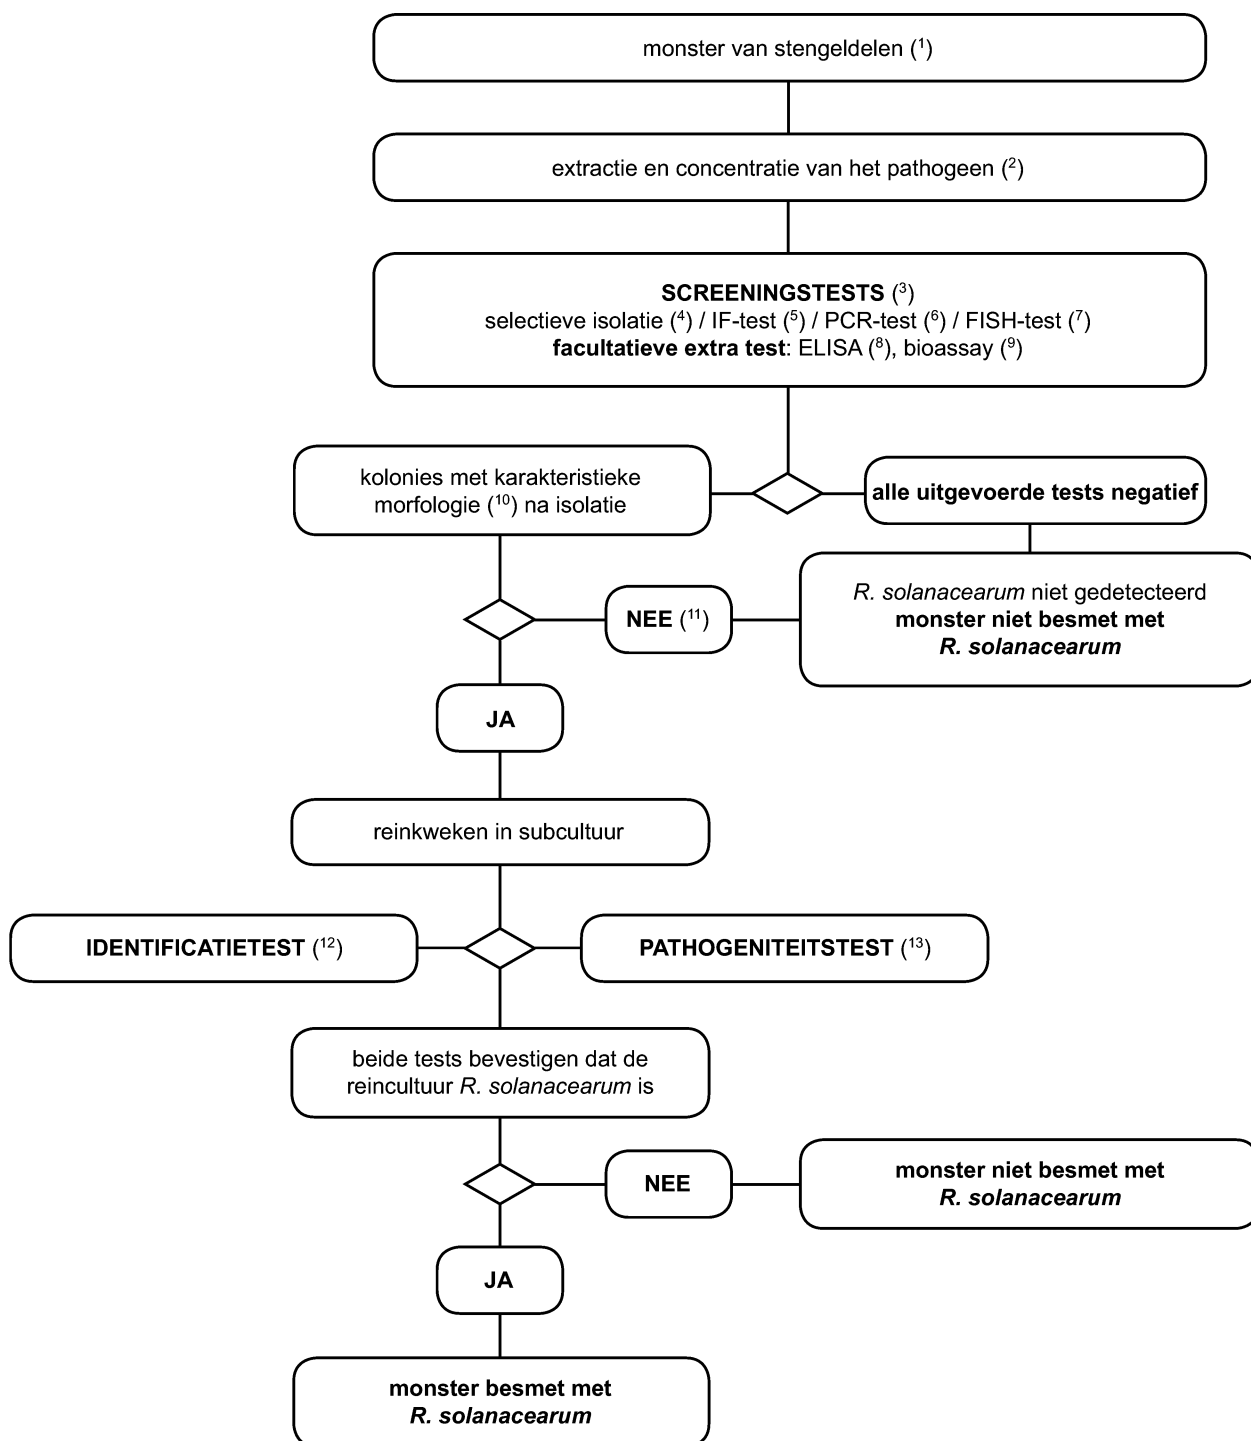 monster van stengeldelen (¹)
extractie en concentratie van het pathogeen (²)
SCREENINGSTESTS (³)
selectieve isolatie (⁴) / IF-test (⁵) / PCR-test (⁶) / FISH-test (⁷)
facultatieve extra test: ELISA (⁸), bioassay (⁹)
kolonies met karakteristieke
morfologie (¹⁰) na isolatie
alle uitgevoerde tests negatief
NEE (¹¹)
R. solanacearum niet gedetecteerd
monster niet besmet met
R. solanacearum
JA
reinkweken in subcultuur
IDENTIFICATIETEST (¹²)
PATHOGENITEITSTEST (¹³)
beide tests bevestigen dat de
reincultuur R. solanacearum is
NEE
monster niet besmet met
R. solanacearum
JA
monster besmet met
R. solanacearum